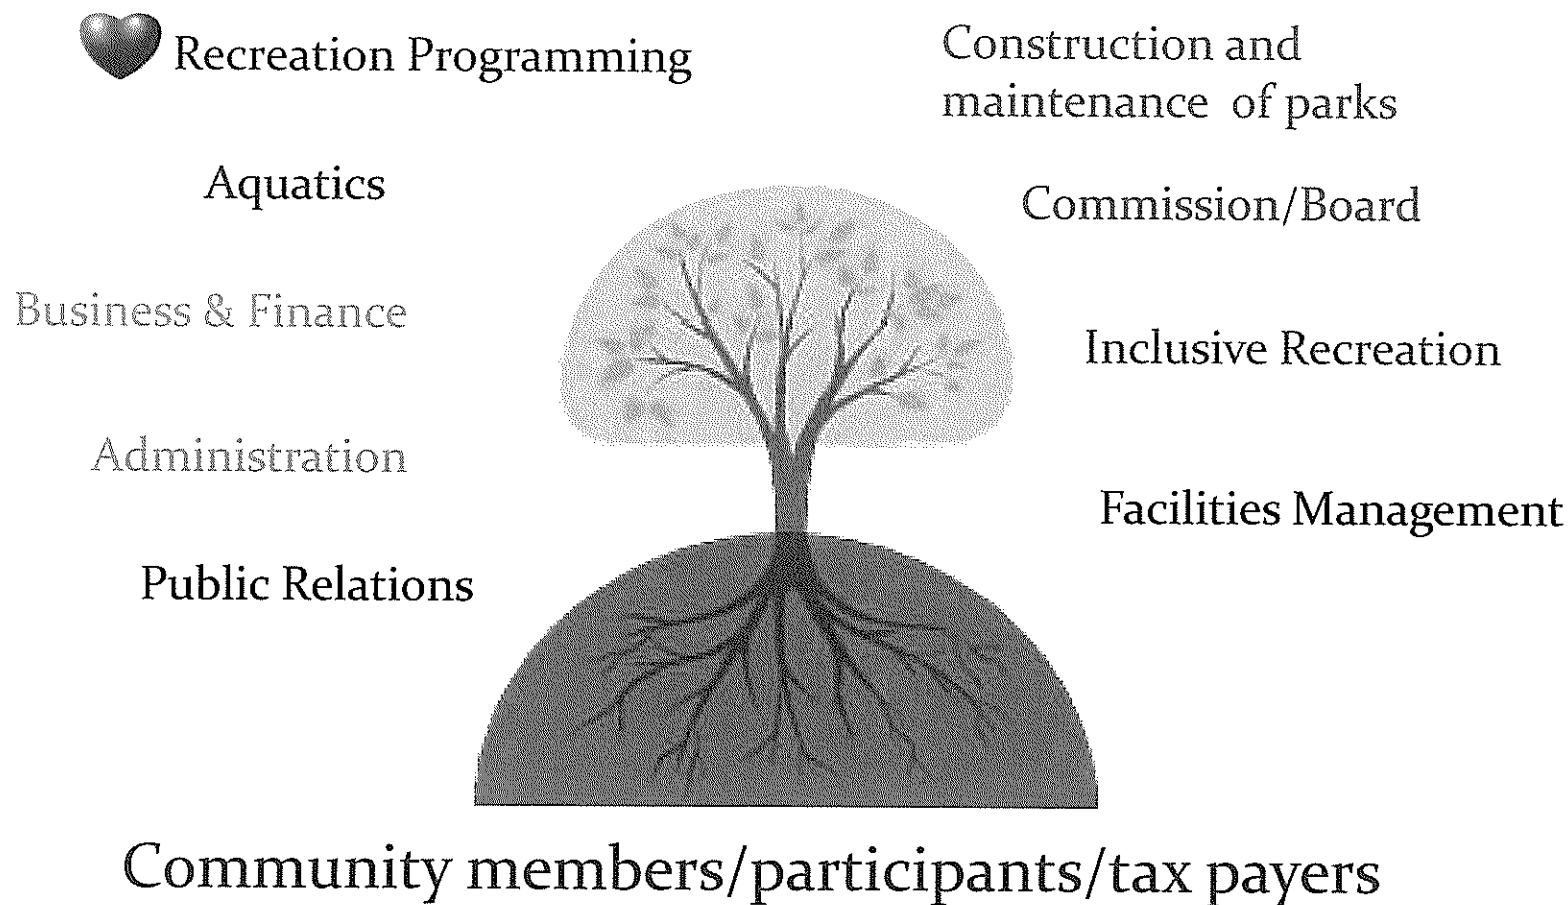 Recreation Programming
Construction and
maintenance of parks
Aquatics
Commission/Board
Business & Finance
Inclusive Recreation
Administration
Facilities Management
Public Relations
Community members/participants/tax payers